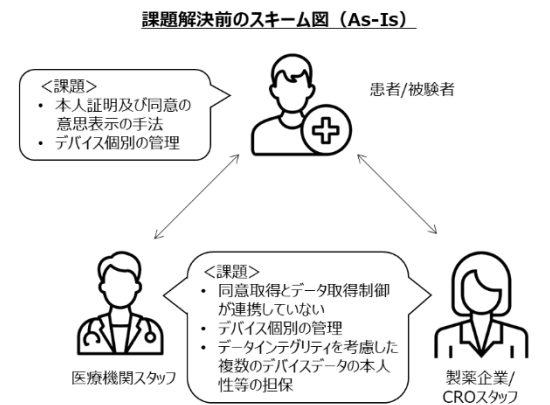 課題解決前のスキーム図（As-Is）
＜課題＞
• 本人証明及び同意の
意思表示の手法
• デバイス個別の管理
患者/被験者
＜課題＞
• 同意取得とデータ取得制御
が連携していない
• デバイス個別の管理
• データインテグリティを考慮した
複数のデバイスデータの本人
性等の担保
医療機関スタッフ
製薬企業/
CROスタッフ